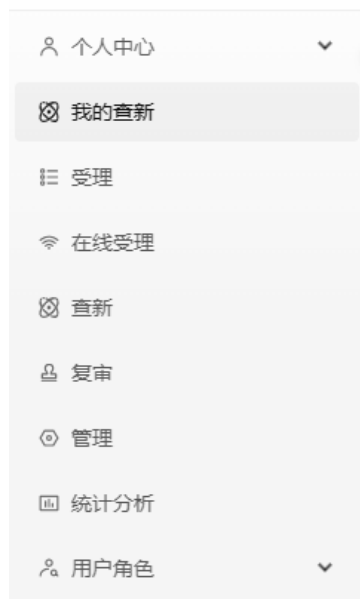 个人中心
我的查新
受理
在线受理
查新
复审
管理
统计分析
用户角色